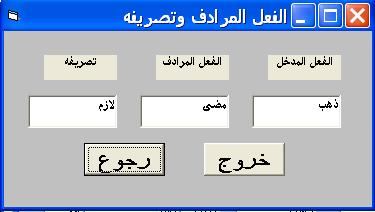 الفعل المرادف وتصريفه
الفعل المدخل الفعل المرادف تصريفه
ذهب مضى لازم
خروج رجوع